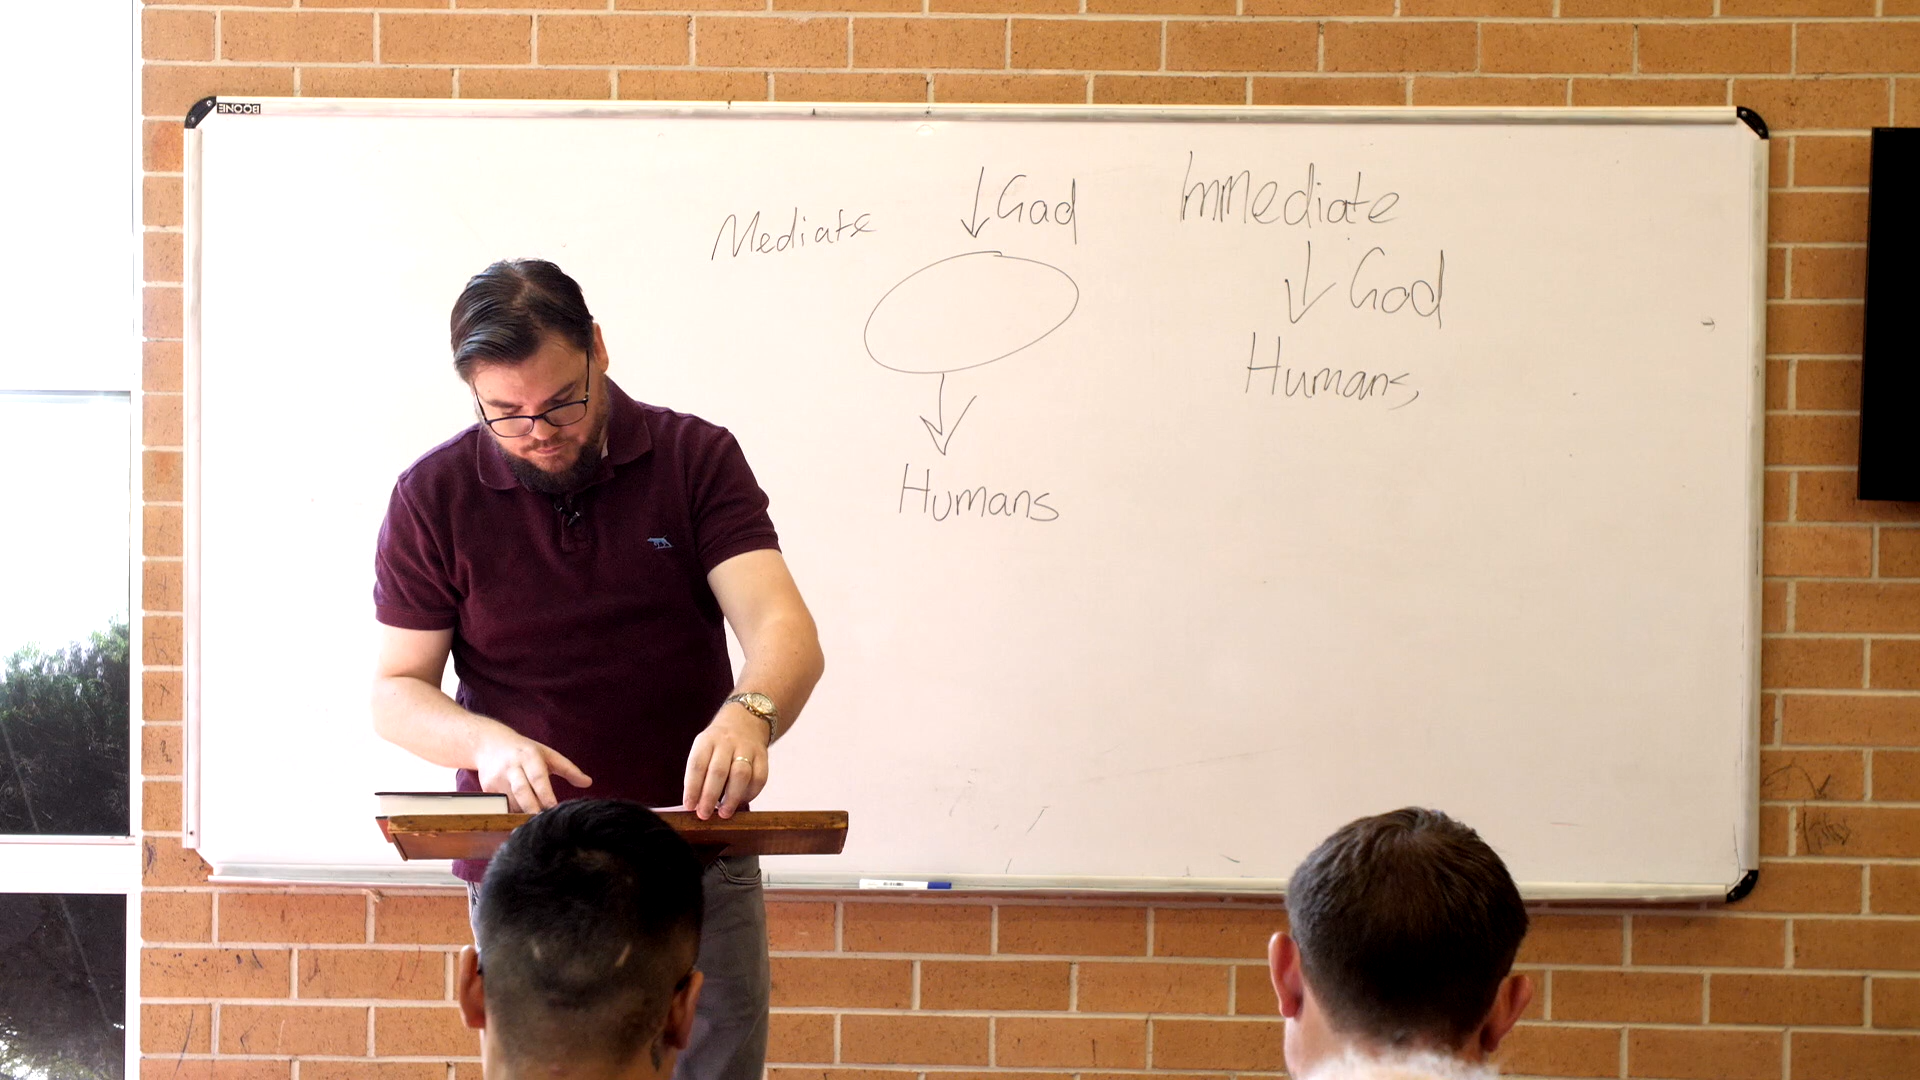 BOONE
Mediate
God
Humans
Immediate
God
Humans